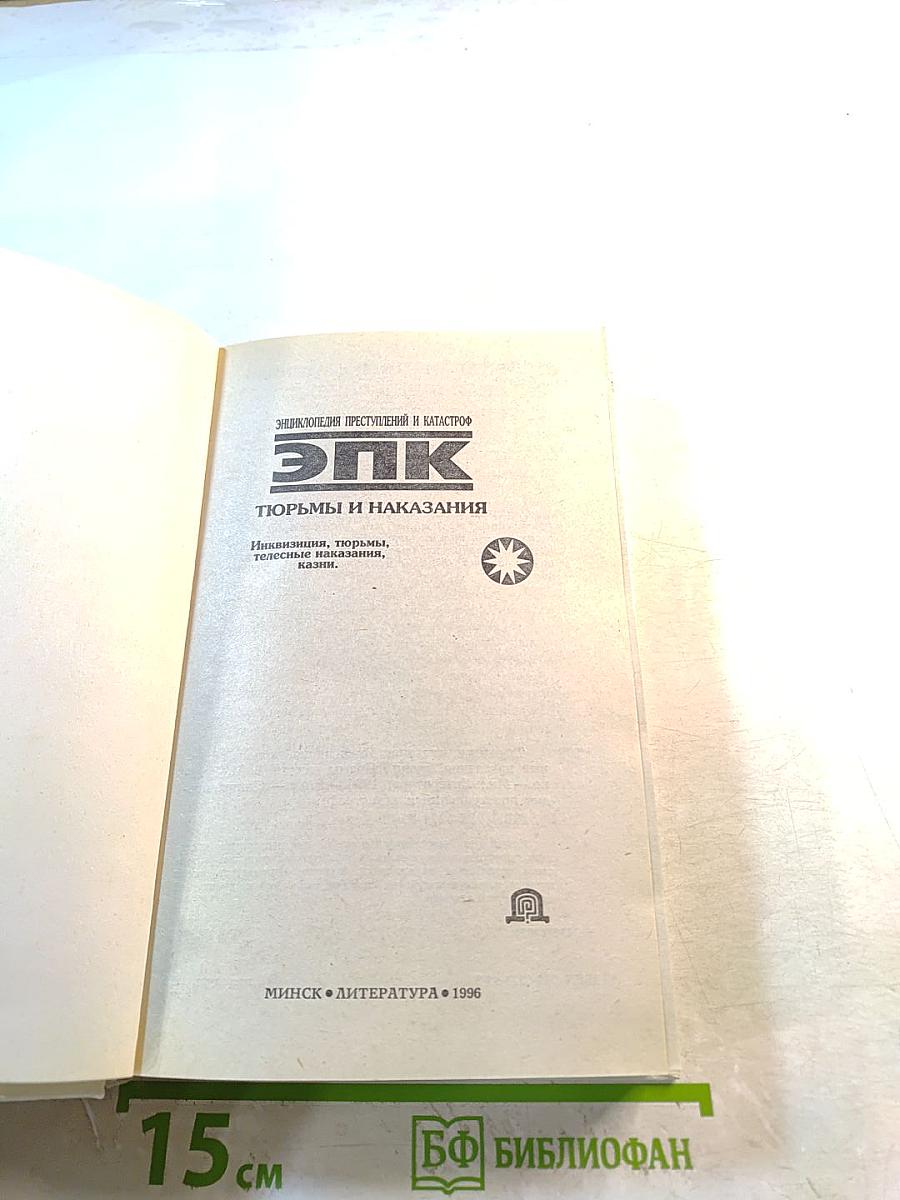 ЭНЦИКЛОПЕДИЯ ПРЕСТУПЛЕНИЙ И КАТАСТРОФ
ЭПК
ТЮРЬМЫ И НАКАЗАНИЯ
Инквизиция, тюрьмы,
телесные наказания,
казни.
МИНСК • ЛИТЕРАТУРА • 1996
15 см
БФ БИБЛИОФАН